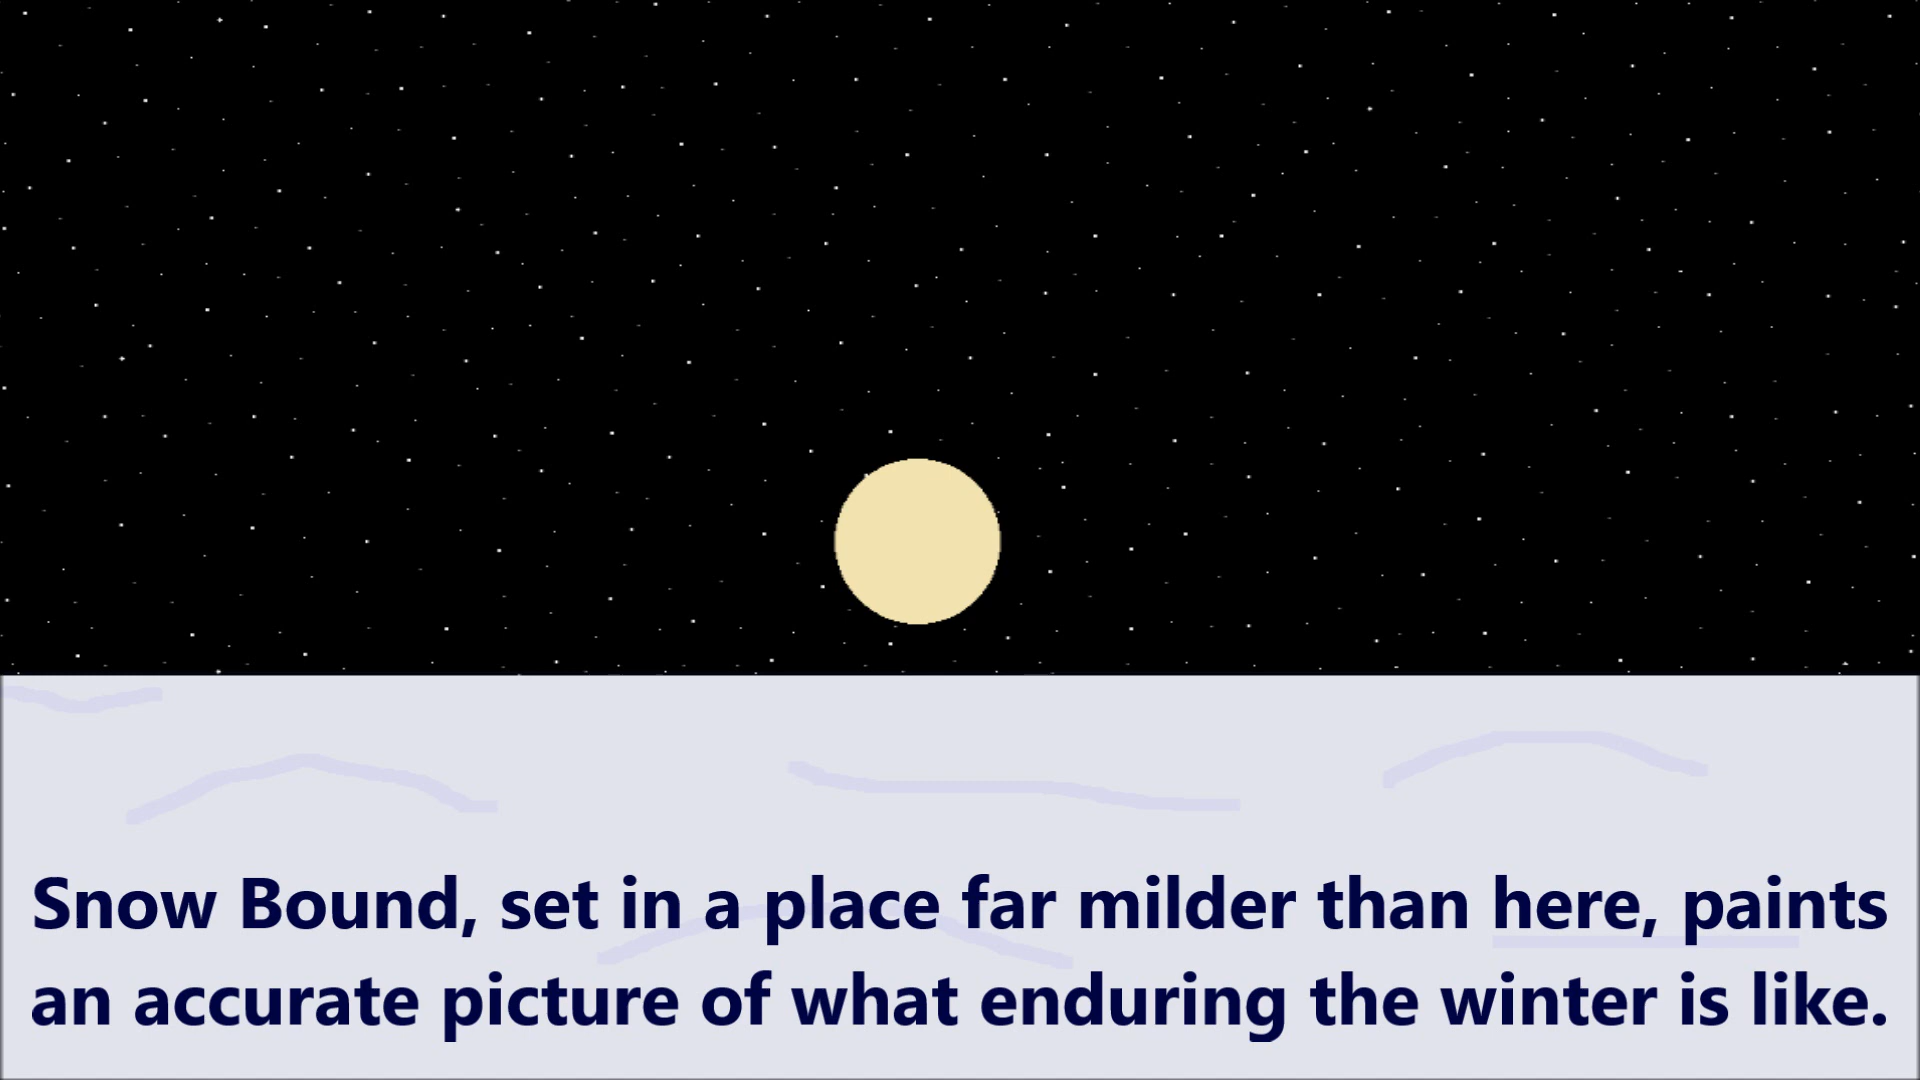 Snow Bound, set in a place far milder than here, paints
an accurate picture of what enduring the winter is like.